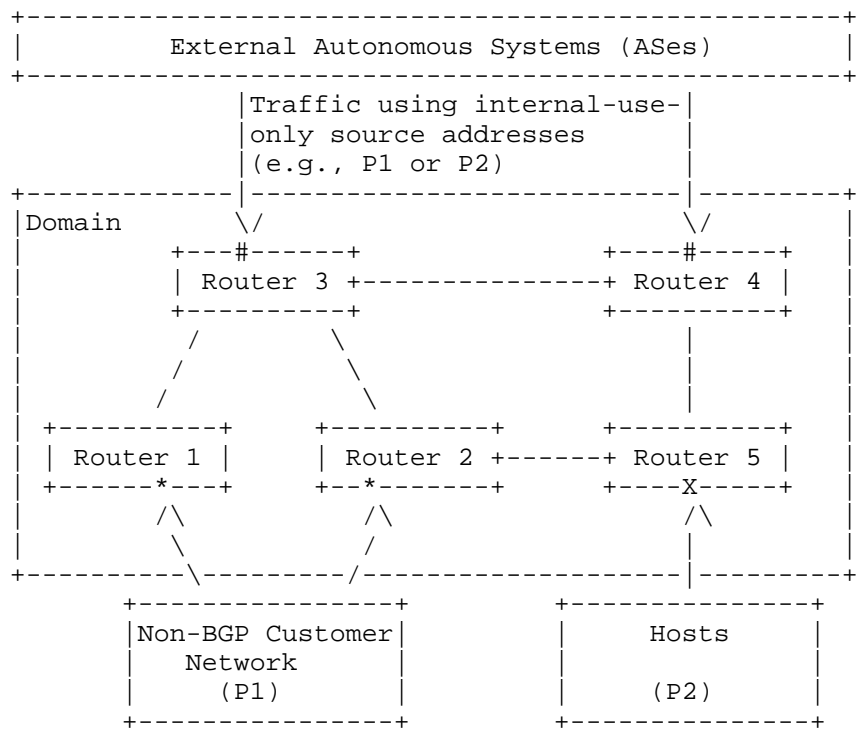 External Autonomous Systems (ASes)
Traffic using internal-use-
only source addresses
(e.g., P1 or P2)
Domain
#
#
Router 3
Router 4
Router 1
Router 2
Router 5
*
*
X
Non-BGP Customer
Hosts
Network
(P1)
(P2)